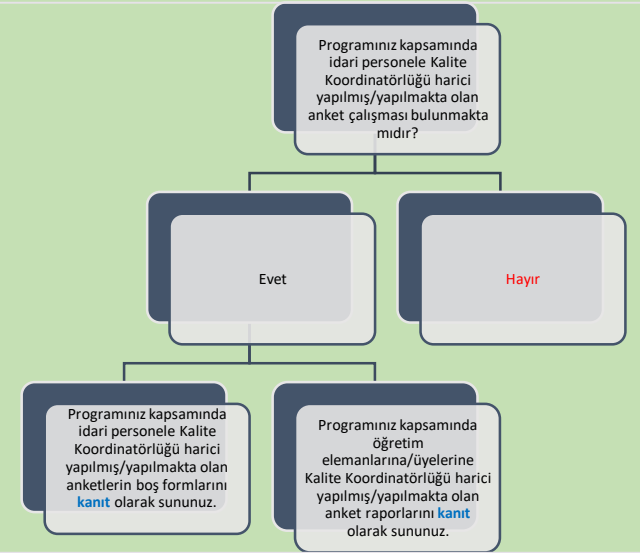 Programınız kapsamında
idari personele Kalite
Koordinatörlüğü harici
yapılmış/yapılmakta olan
anket çalışması bulunmakta
mıdır?
Evet
Hayır
Programınız kapsamında
idari personele Kalite
Koordinatörlüğü harici
yapılmış/yapılmakta olan
anketlerin boş formlarını
kanıt olarak sununuz.
Programınız kapsamında
öğretim
elemanlarına/üyelerine
Kalite Koordinatörlüğü harici
yapılmış/yapılmakta olan
anket raporlarını kanıt
olarak sununuz.